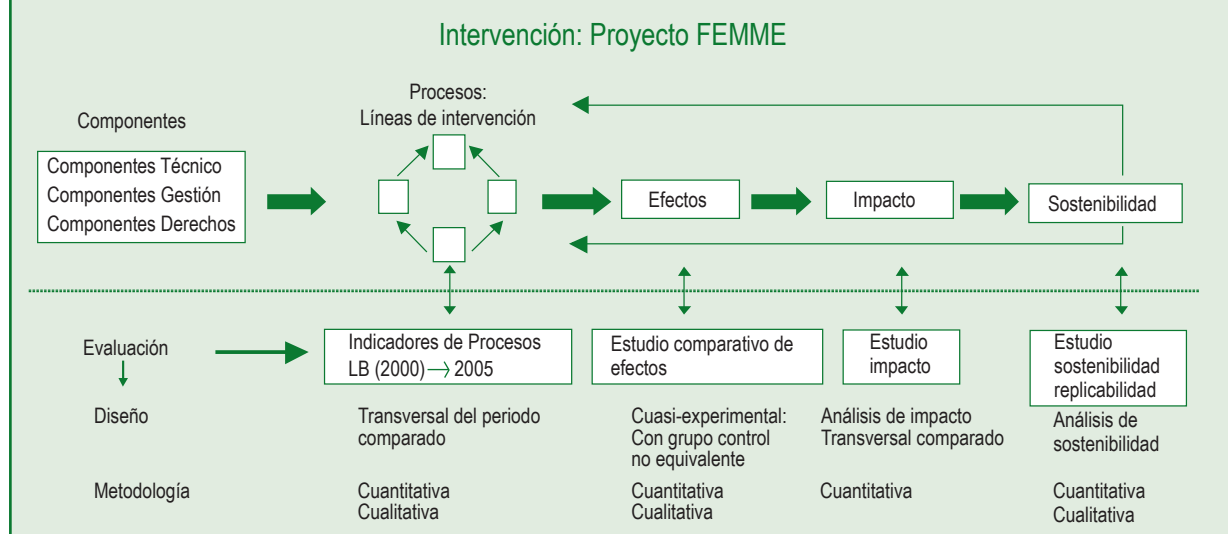 Intervención: Proyecto FEMME
Procesos:
Líneas de intervención
Componentes
Componentes Técnico
Componentes Gestión
Componentes Derechos
Efectos
Impacto
Sostenibilidad
Evaluación
Indicadores de Procesos
LB (2000) → 2005
Estudio comparativo de
efectos
Estudio
impacto
Estudio
sostenibilidad
replicabilidad
Diseño
Transversal del periodo
comparado
Cuasi-experimental:
Con grupo control
no equivalente
Análisis de impacto
Transversal comparado
Análisis de
sostenibilidad
Metodología
Cuantitativa
Cualitativa
Cuantitativa
Cualitativa
Cuantitativa
Cuantitativa
Cualitativa